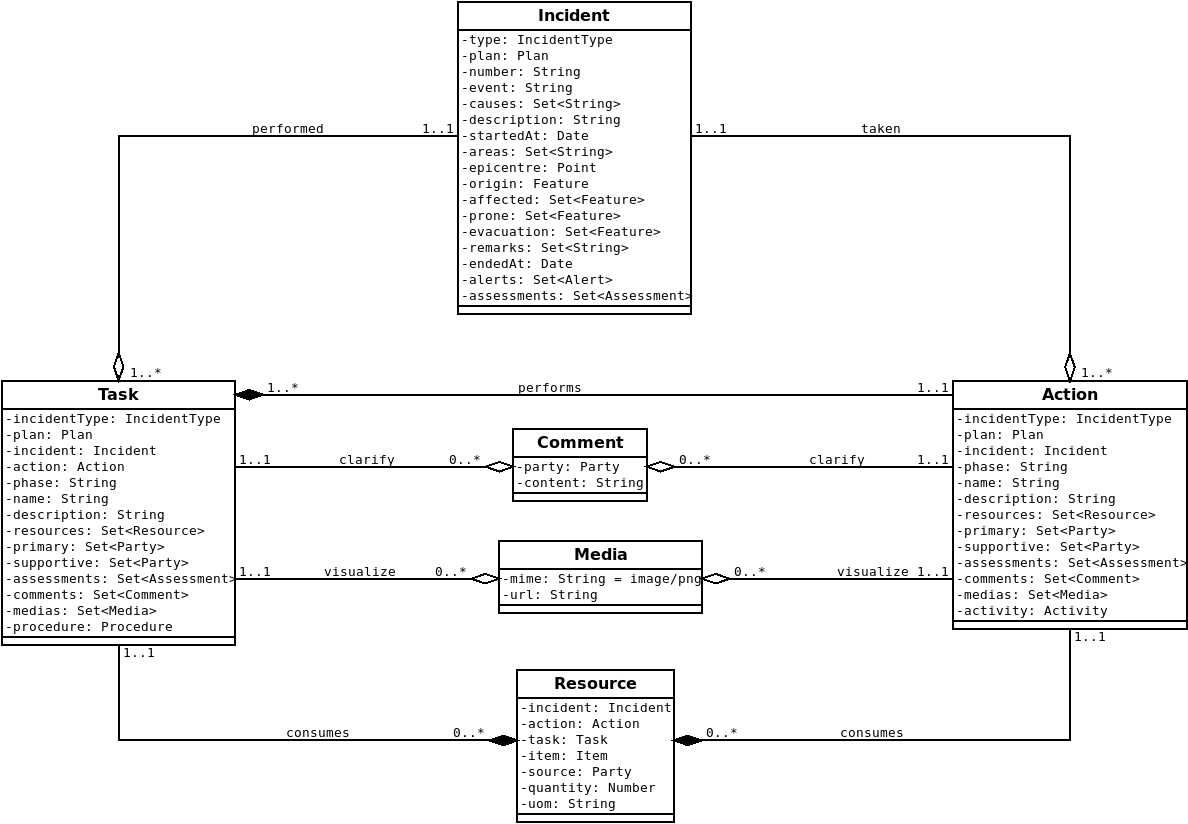 Incident
-type: IncidentType
-plan: Plan
-number: String
-event: String
-causes: Set<String>
-description: String
-startedAt: Date
-areas: Set<String>
-epicentre: Point
-origin: Feature
-affected: Set<Feature>
-prone: Set<Feature>
-evacuation: Set<Feature>
-remarks: Set<String>
-endedAt: Date
-alerts: Set<Alert>
-assessments: Set<Assessment>
performed 1..1
1..1 taken
1..*
1..*
Task
-incidentType: IncidentType
-plan: Plan
-incident: Incident
-action: Action
-phase: String
-name: String
-description: String
-resources: Set<Resource>
-primary: Set<Party>
-supportive: Set<Party>
-assessments: Set<Assessment>
-comments: Set<Comment>
-medias: Set<Media>
-procedure: Procedure
1..* performs 1..1
Action
-incidentType: IncidentType
-plan: Plan
-incident: Incident
-phase: String
-name: String
-description: String
-resources: Set<Resource>
-primary: Set<Party>
-supportive: Set<Party>
-assessments: Set<Assessment>
-comments: Set<Comment>
-medias: Set<Media>
-activity: Activity
1..1 clarify 0..*
Comment
-party: Party
-content: String
0..* clarify 1..1
1..1 visualize 0..*
Media
-mime: String = image/png
-url: String
0..* visualize 1..1
1..1
1..1
consumes 0..*
Resource
-incident: Incident
-action: Action
-task: Task
-item: Item
-source: Party
-quantity: Number
-uom: String
0..* consumes